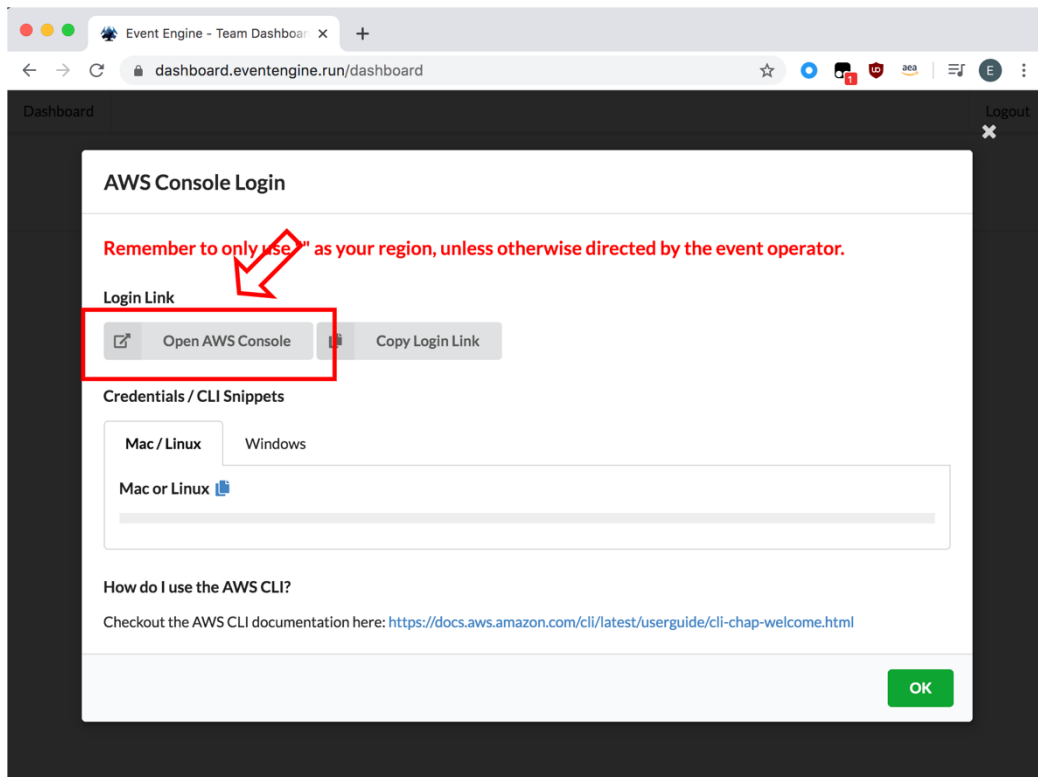 Event Engine - Team Dashboar
dashboard.eventengine.run/dashboard
1
aea
E
Dashboard
Logout
AWS Console Login
Remember to only use " as your region, unless otherwise directed by the event operator.
Login Link
Open AWS Console
Copy Login Link
Credentials / CLI Snippets
Mac / Linux
Windows
Mac or Linux
How do I use the AWS CLI?
Checkout the AWS CLI documentation here: https://docs.aws.amazon.com/cli/latest/userguide/cli-chap-welcome.html
OK